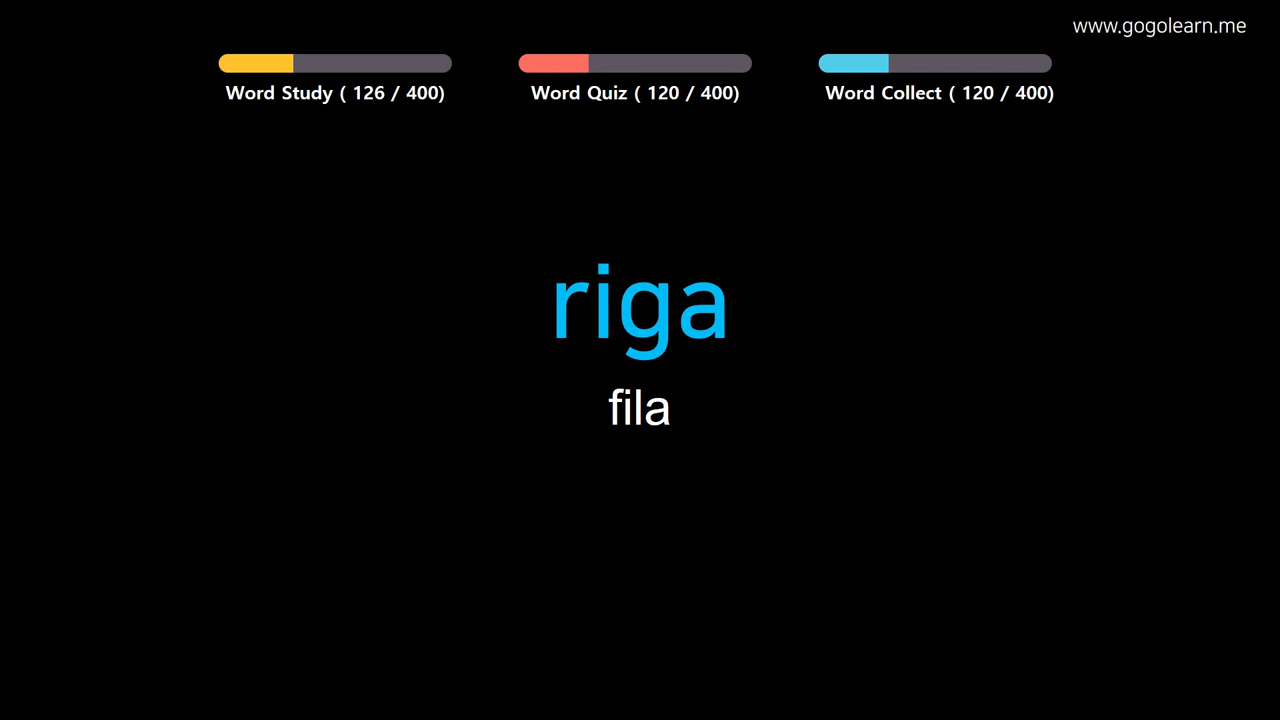 www.gogolearn.me
Word Study ( 126 / 400)
Word Quiz ( 120 / 400)
Word Collect ( 120 / 400)
riga
fila